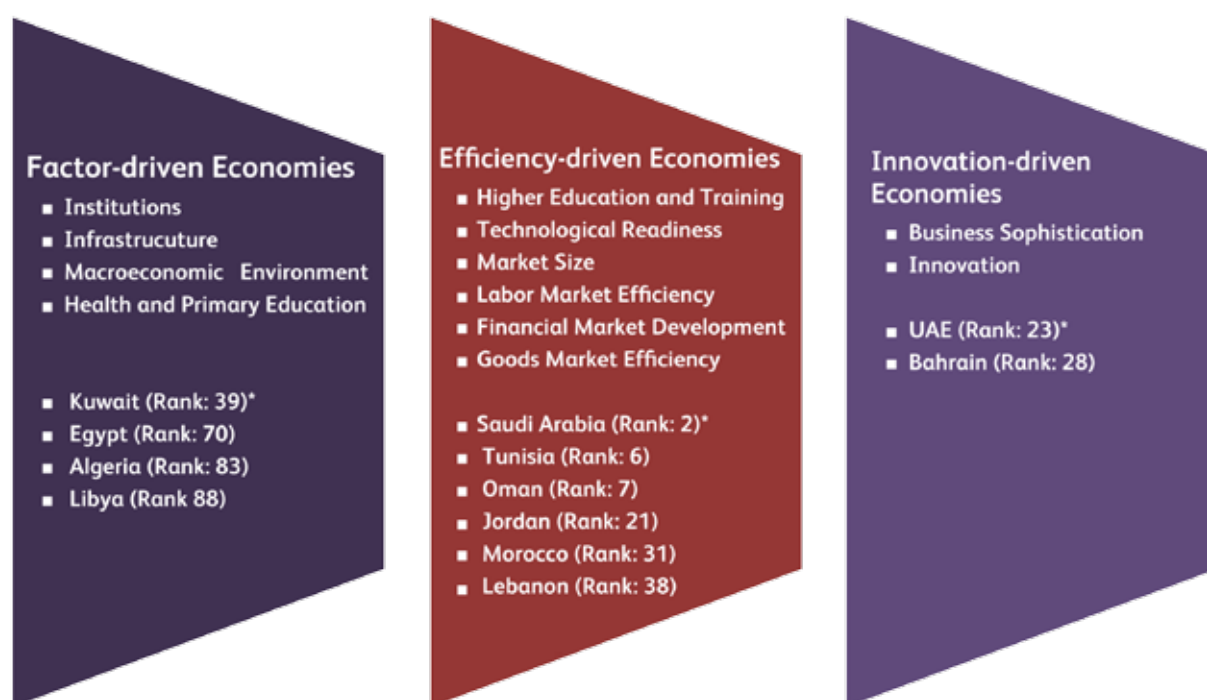 Factor-driven Economies
▪ Institutions
▪ Infrastrucuture
▪ Macroeconomic Environment
▪ Health and Primary Education
▪ Kuwait (Rank: 39)*
▪ Egypt (Rank: 70)
▪ Algeria (Rank: 83)
▪ Libya (Rank 88)
Efficiency-driven Economies
▪ Higher Education and Training
▪ Technological Readiness
▪ Market Size
▪ Labor Market Efficiency
▪ Financial Market Development
▪ Goods Market Efficiency
▪ Saudi Arabia (Rank: 2)*
▪ Tunisia (Rank: 6)
▪ Oman (Rank: 7)
▪ Jordan (Rank: 21)
▪ Morocco (Rank: 31)
▪ Lebanon (Rank: 38)
Innovation-driven
Economies
▪ Business Sophistication
▪ Innovation
▪ UAE (Rank: 23)*
▪ Bahrain (Rank: 28)